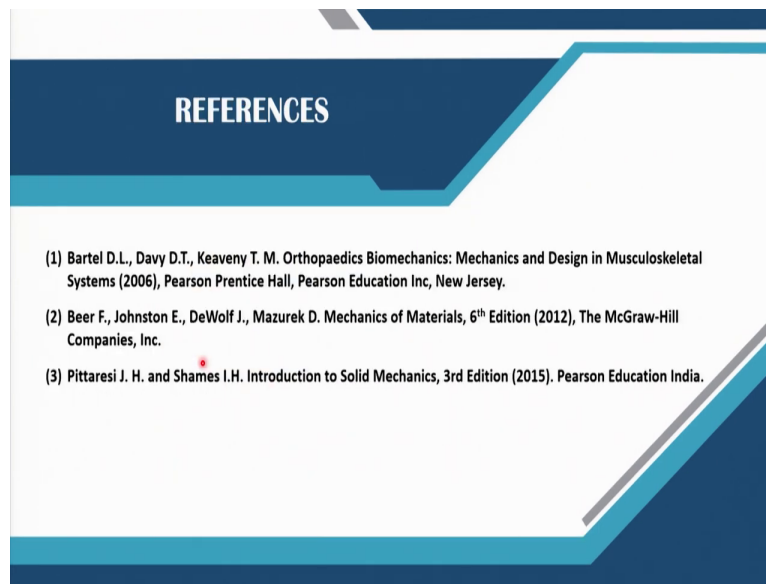 REFERENCES
(1) Bartel D.L., Davy D.T., Keaveny T. M. Orthopaedics Biomechanics: Mechanics and Design in Musculoskeletal
Systems (2006), Pearson Prentice Hall, Pearson Education Inc, New Jersey.
(2) Beer F., Johnston E., DeWolf J., Mazurek D. Mechanics of Materials, 6th Edition (2012), The McGraw-Hill
Companies, Inc.
(3) Pittaresi J. H. and Shames I.H. Introduction to Solid Mechanics, 3rd Edition (2015). Pearson Education India.